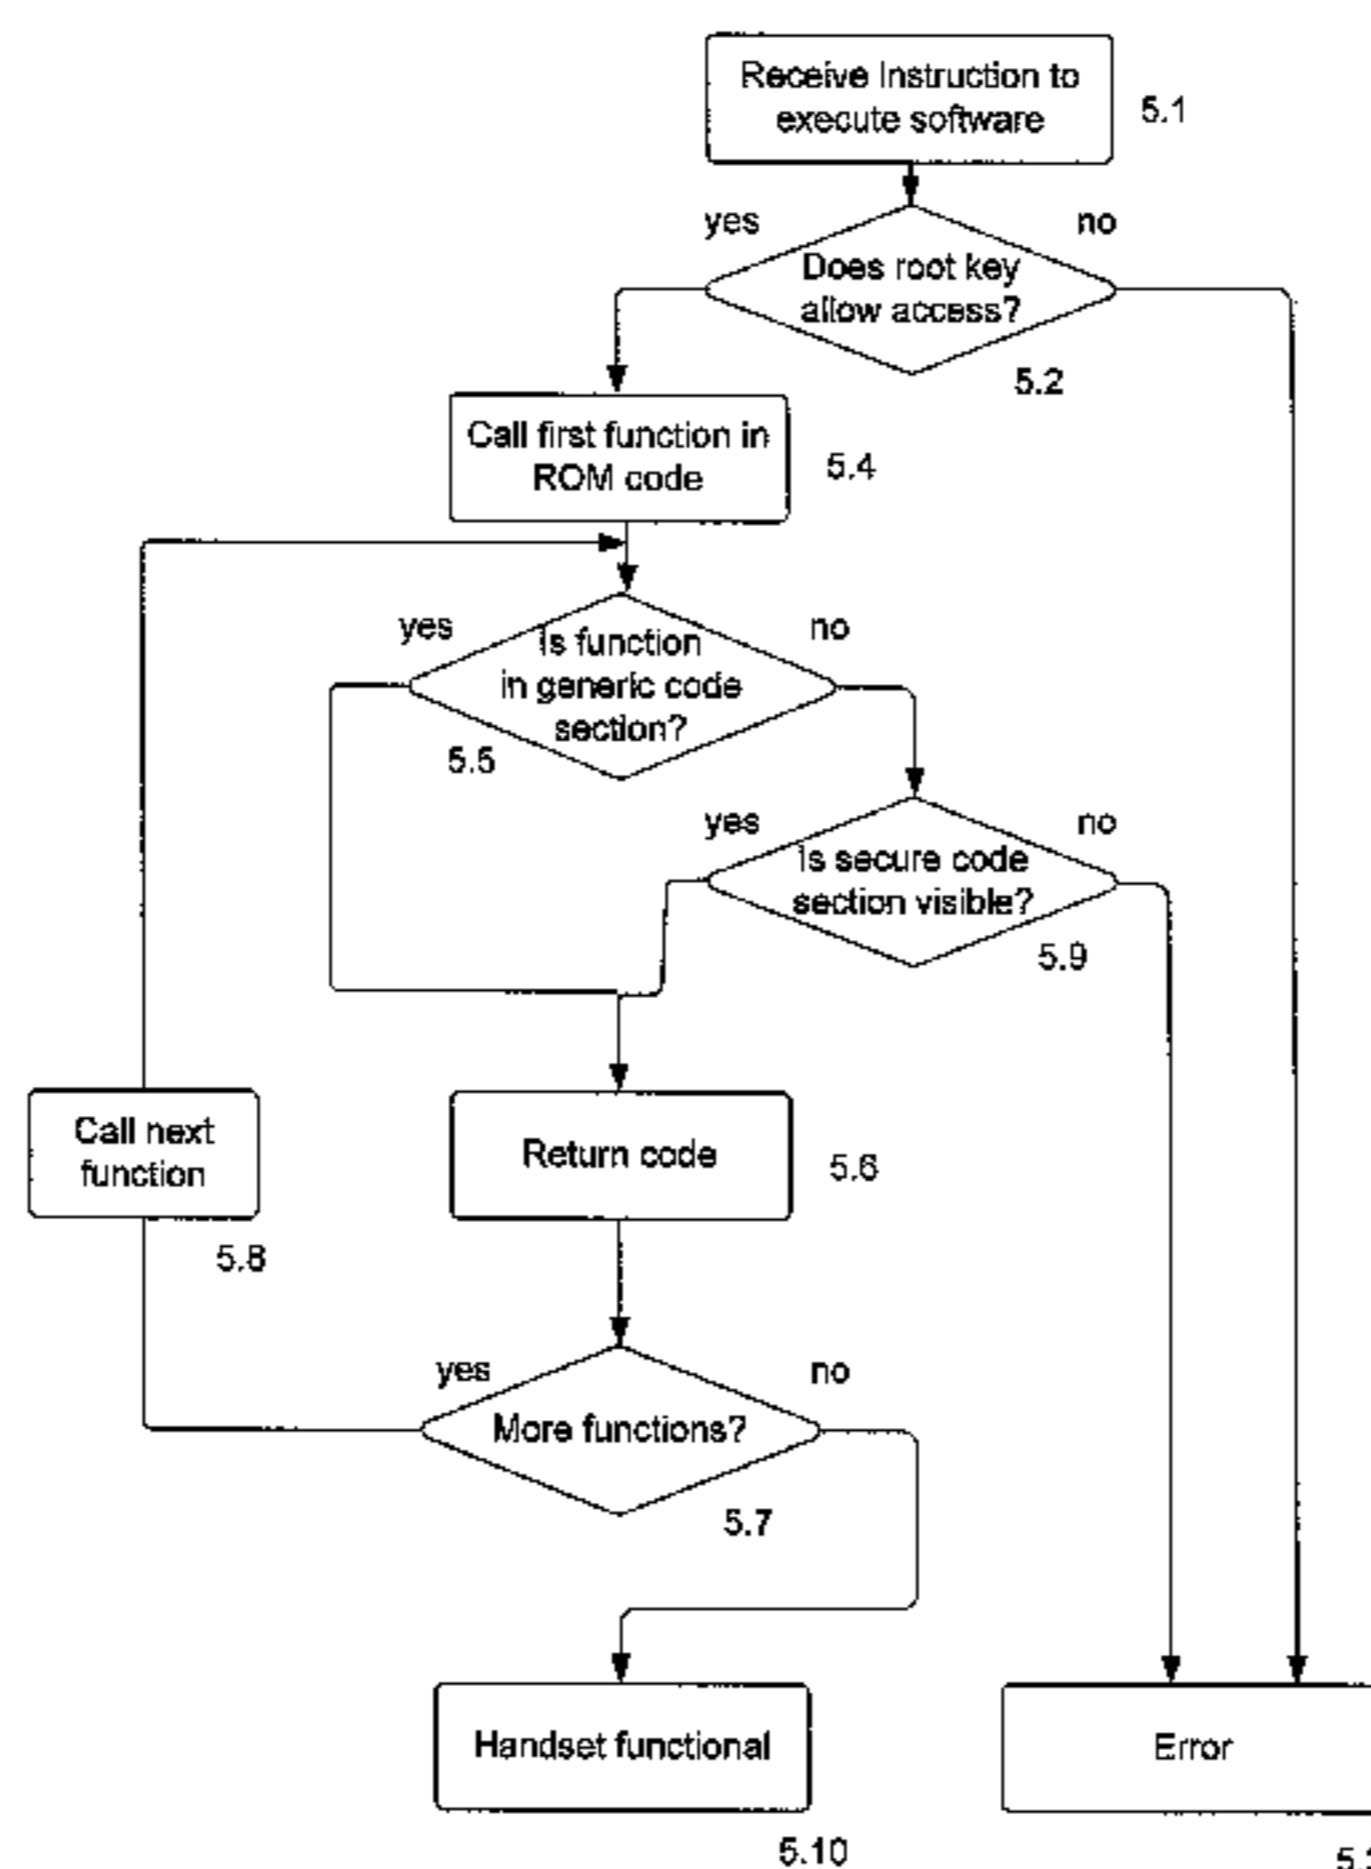 Receive Instruction to
execute software
5.1
yes
no
Does root key
allow access?
5.2
Call first function in
ROM code
5.4
yes
no
Is function
in generic code
section?
5.5
yes
no
Is secure code
section visible?
5.9
Call next
function
5.8
Return code
5.6
yes
no
More functions?
5.7
Handset functional
5.10
Error